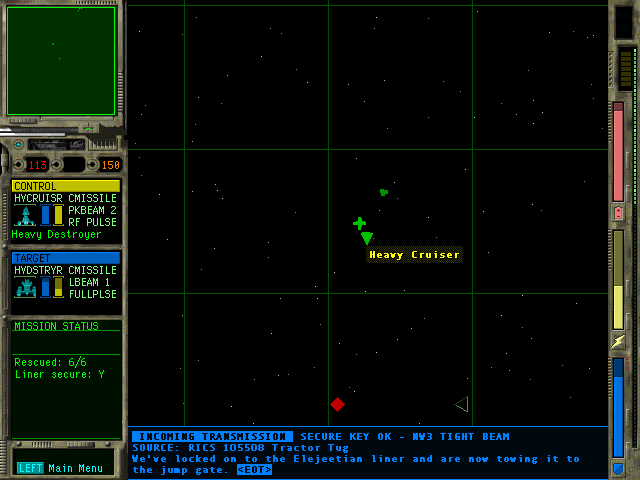 113 150
CONTROL
HVCRUISR CMISSILE
PKBEAM 2
RF PULSE
Heavy Destroyer
TARGET
HVDSTRYR CMISSILE
LBEAM 1
FULLPLSE
MISSION STATUS
Rescued: 6/6
Liner secure: Y
LEFT Main Menu
Heavy Cruiser
INCOMING TRANSMISSION SECURE KEY OK - NW3 TIGHT BEAM
SOURCE: RICS 105508 Tractor Tug
We've locked on to the Elejeetian liner and are now towing it to
the jump gate. <EOT>